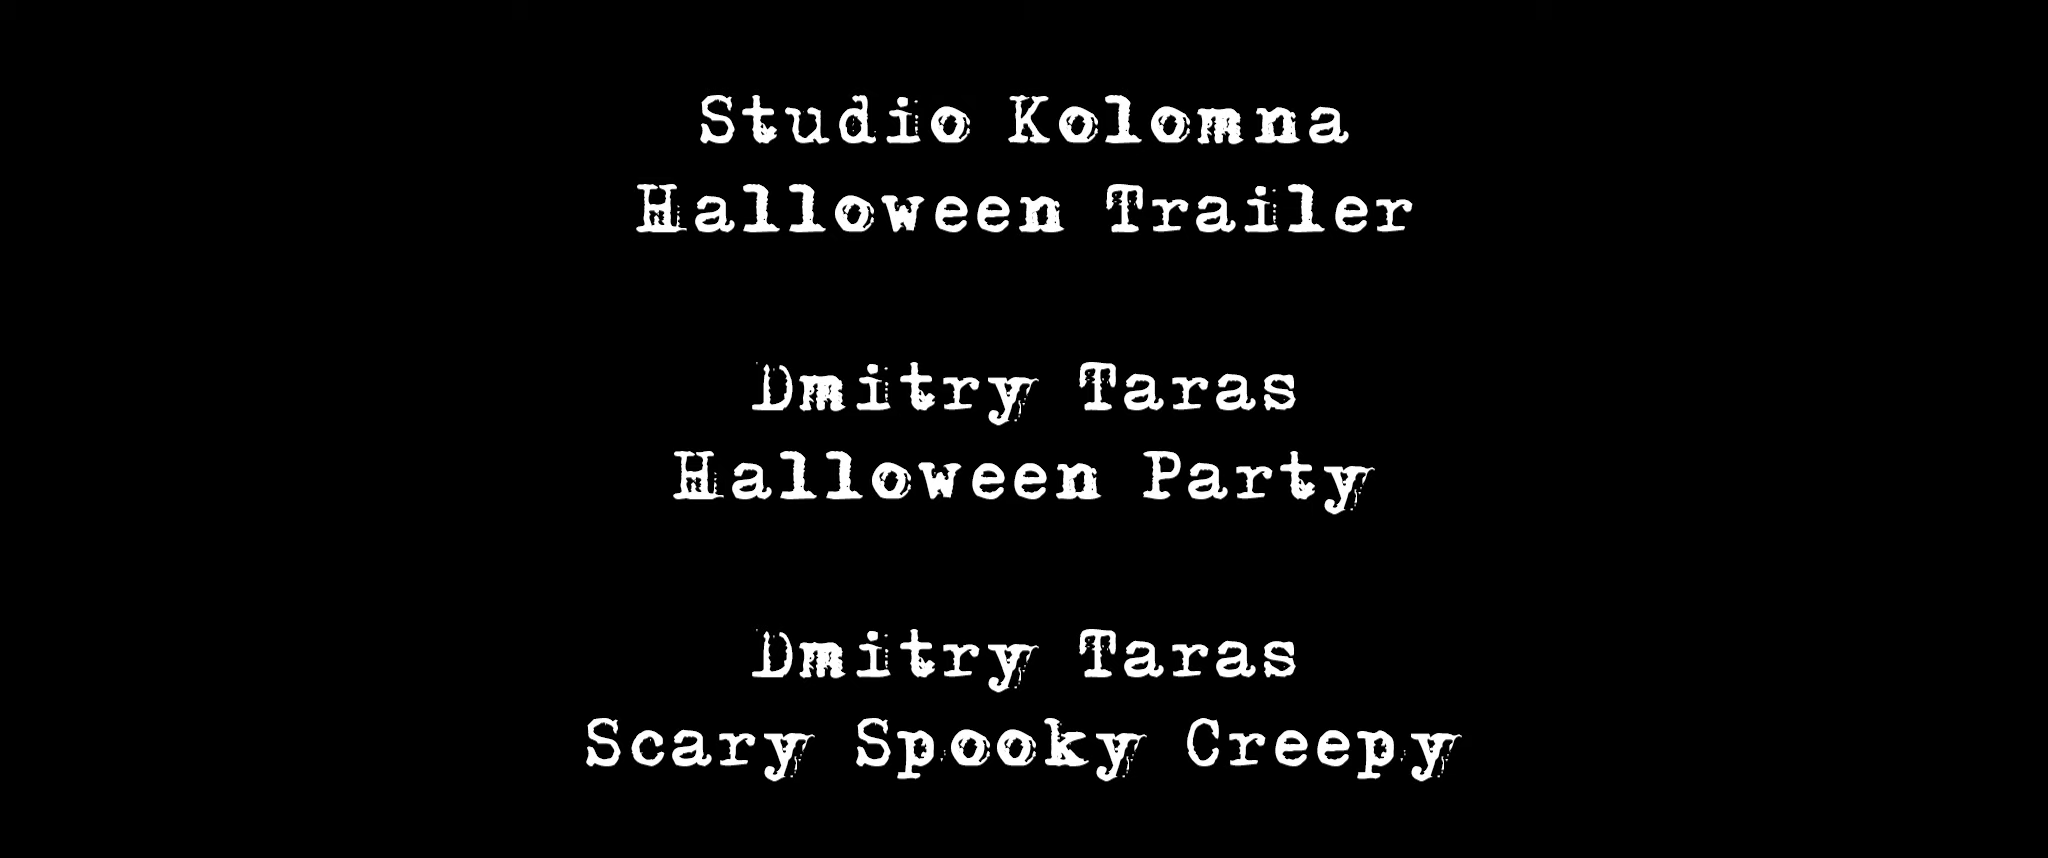 Studio Kolomna
Halloween Trailer
Dmitry Taras
Halloween Party
Dmitry Taras
Scary Spooky Creepy